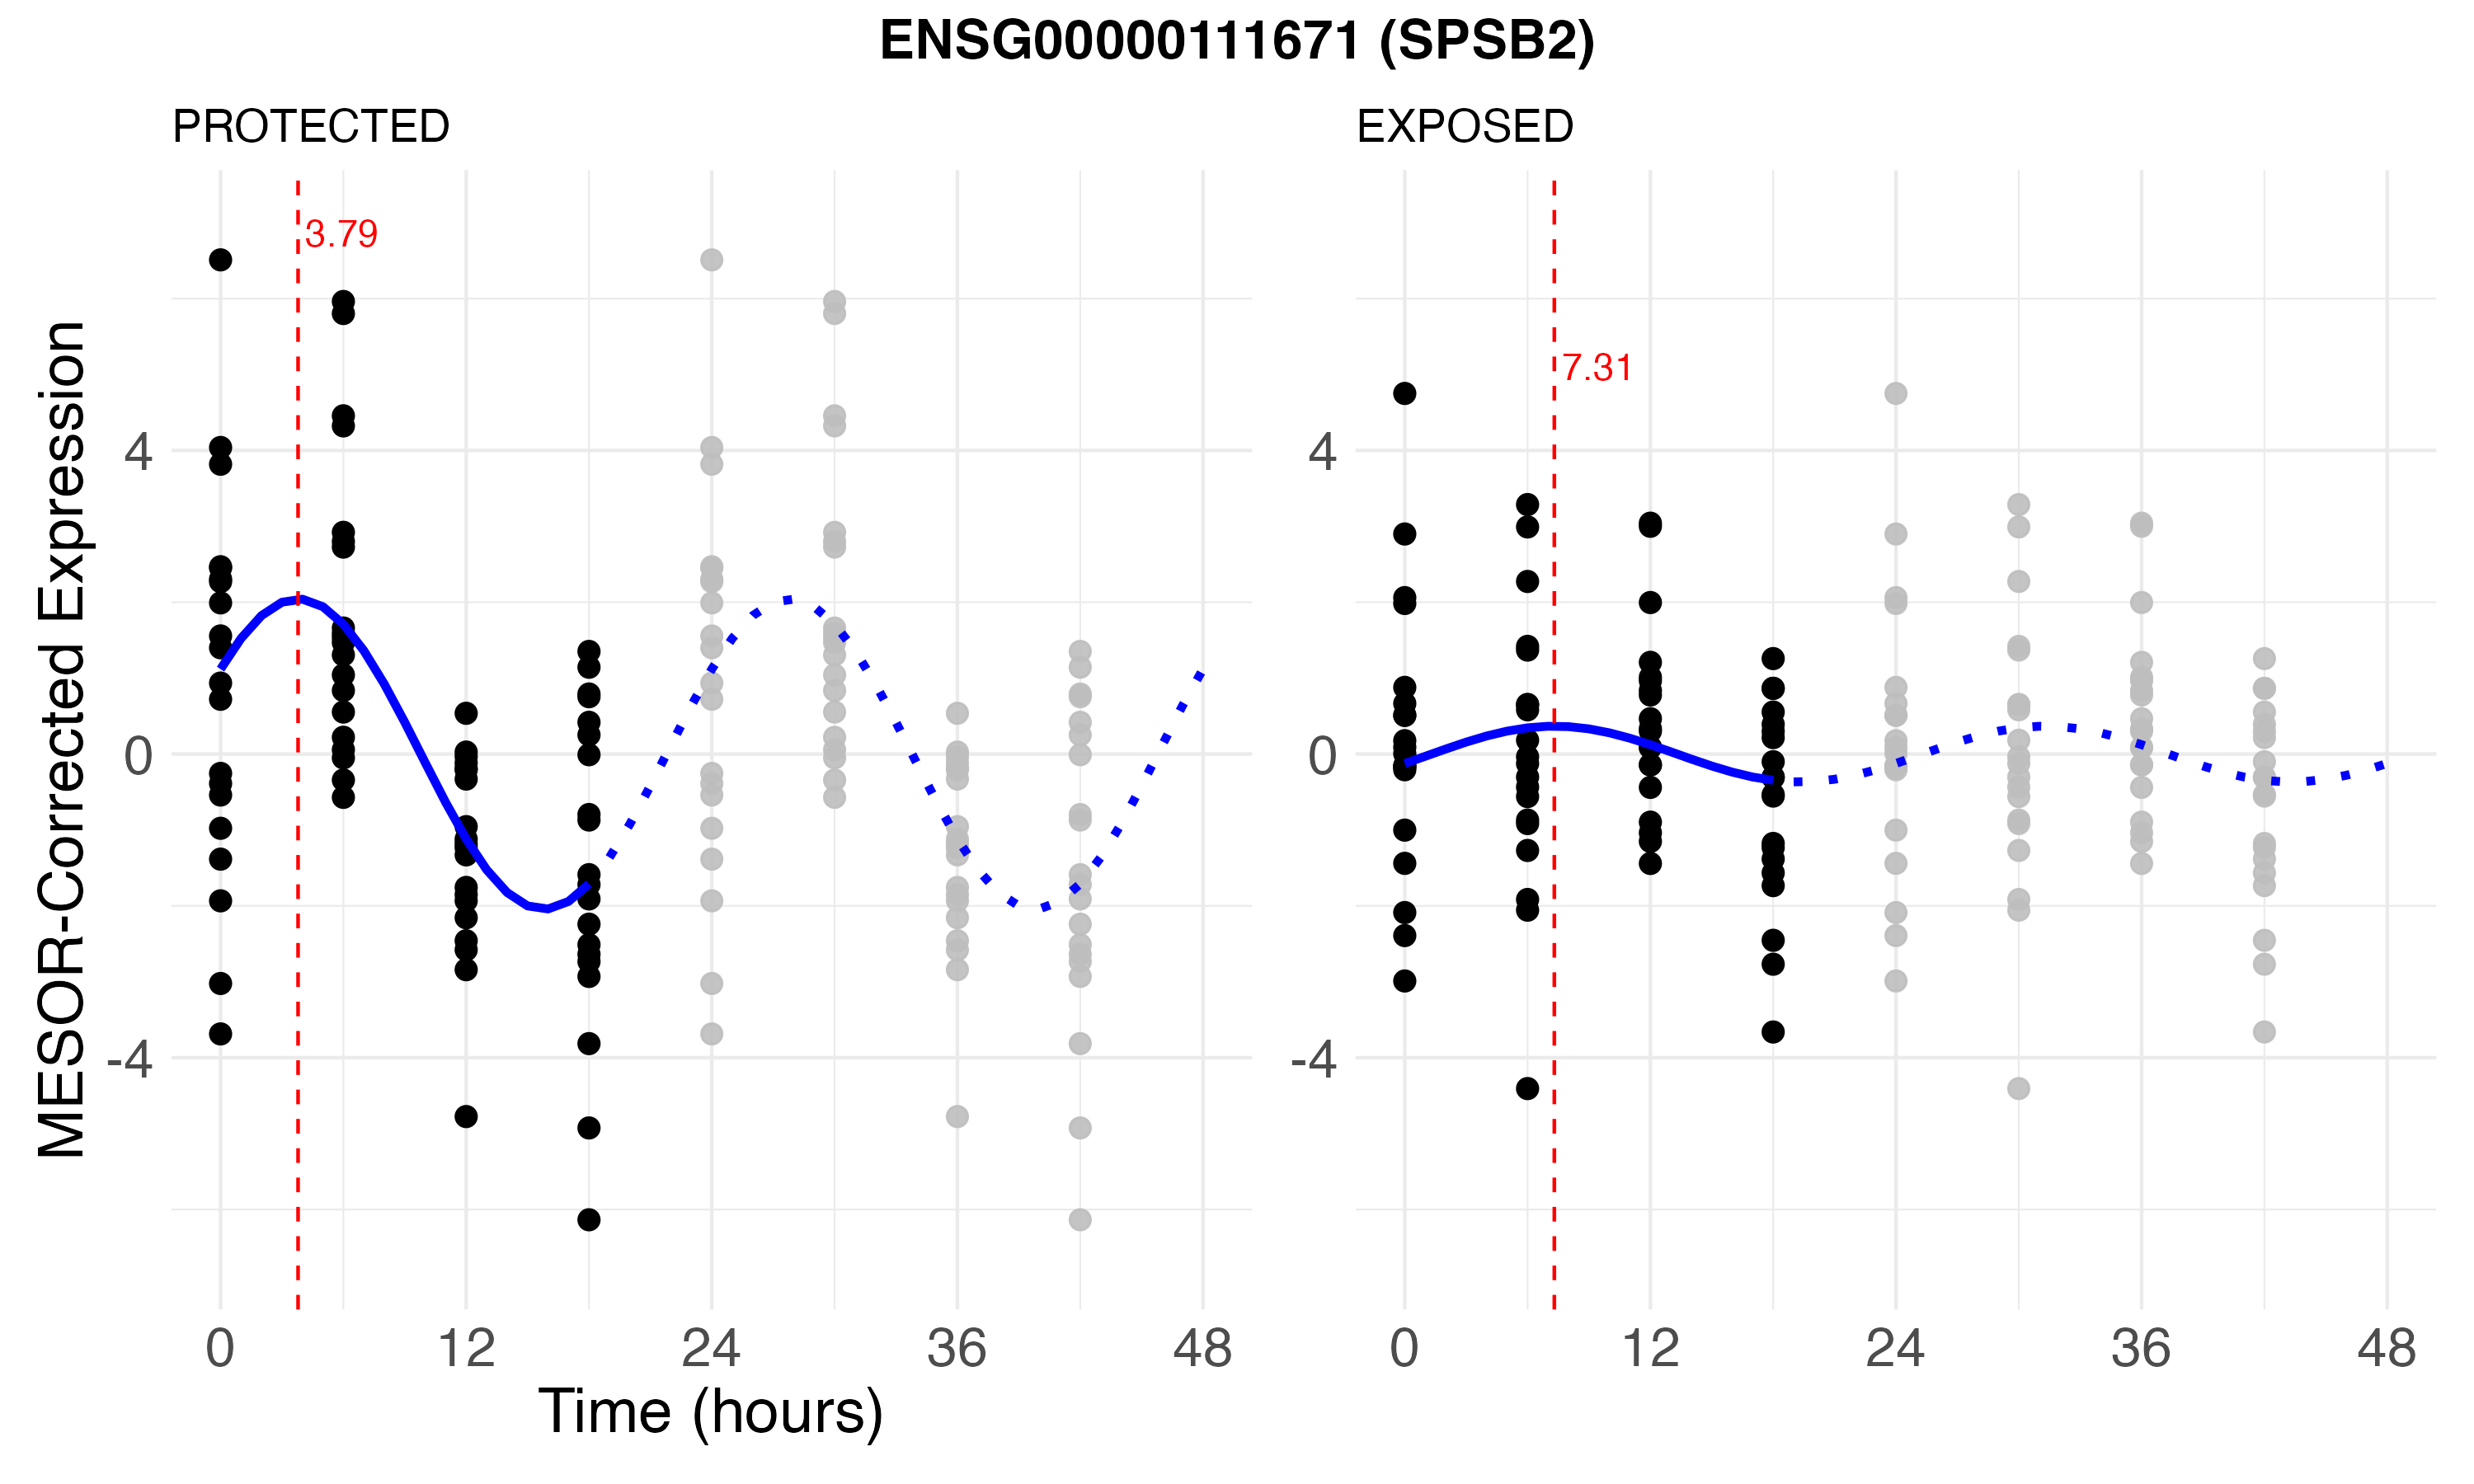 ENSG00000111671 (SPSB2)
PROTECTED
EXPOSED
MESOR-Corrected Expression
3.79
7.31
4
0
-4
4
0
-4
0 12 24 36 48
0 12 24 36 48
Time (hours)